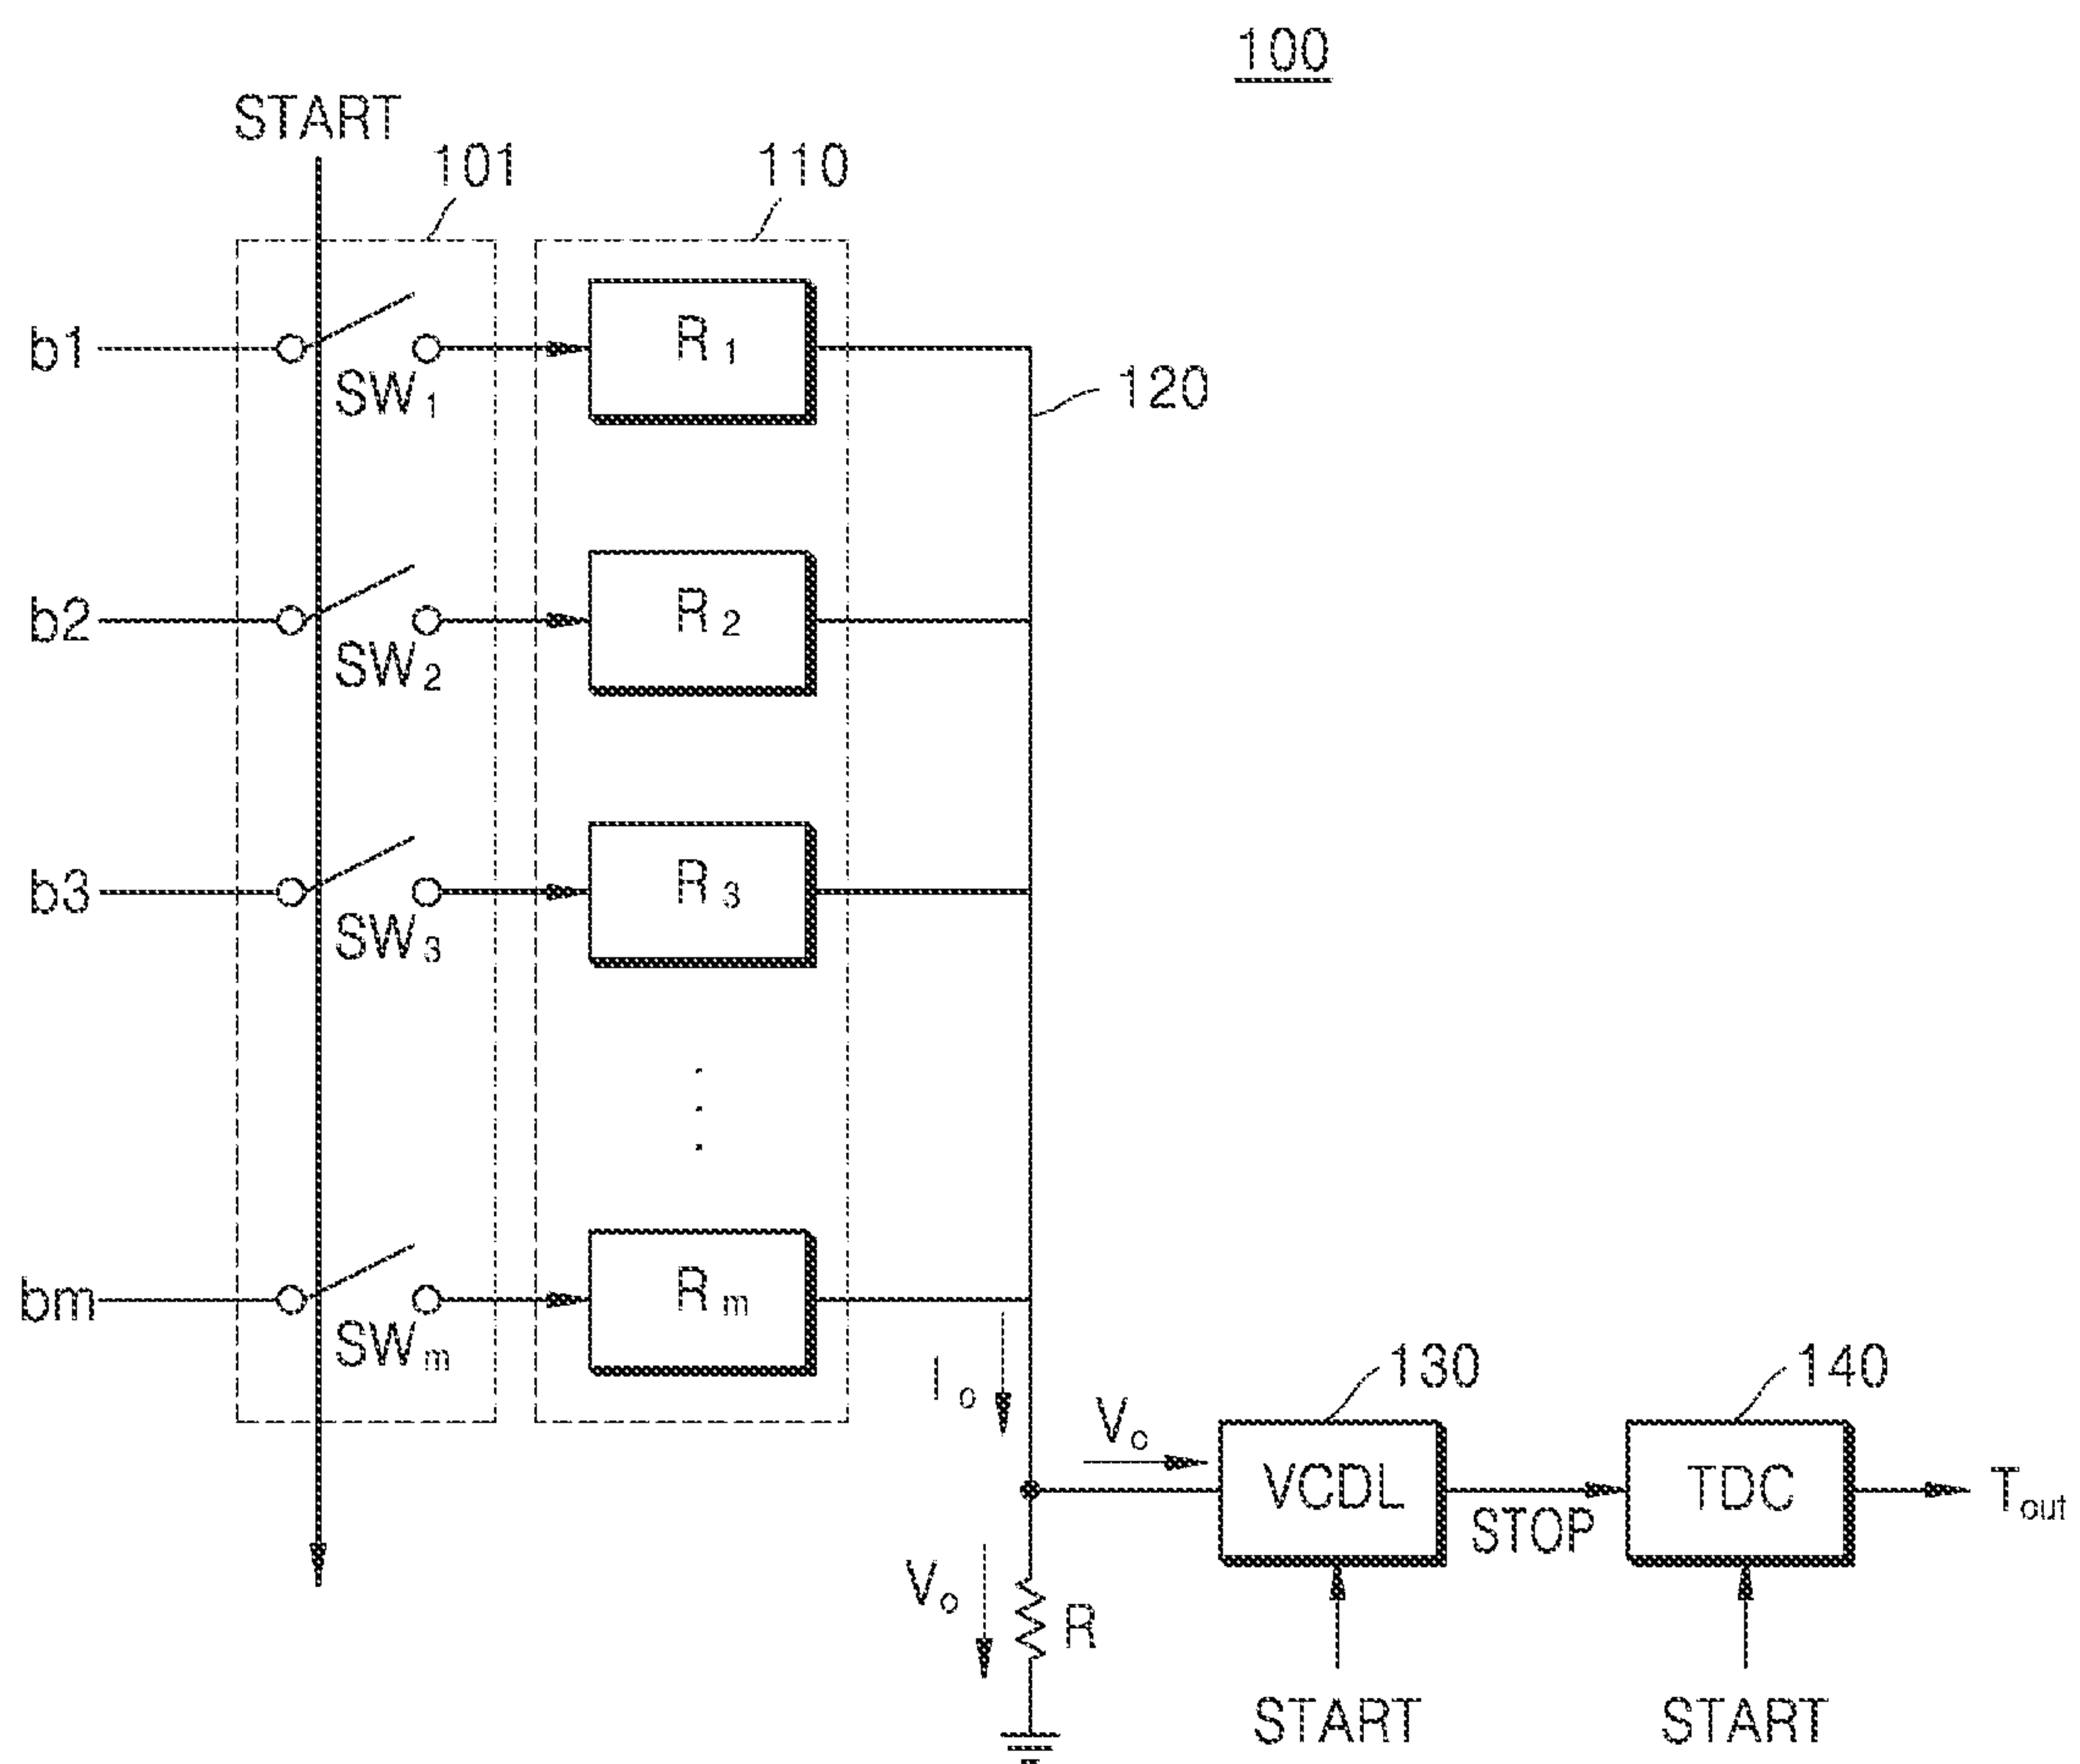 100
START
101
110
b1
SW1
R1
120
b2
SW2
R2
b3
SW3
R3
bm
SWm
Rm
Io
Vc
130
140
VCDL
STOP
TDC
Tout
Vo
R
START
START